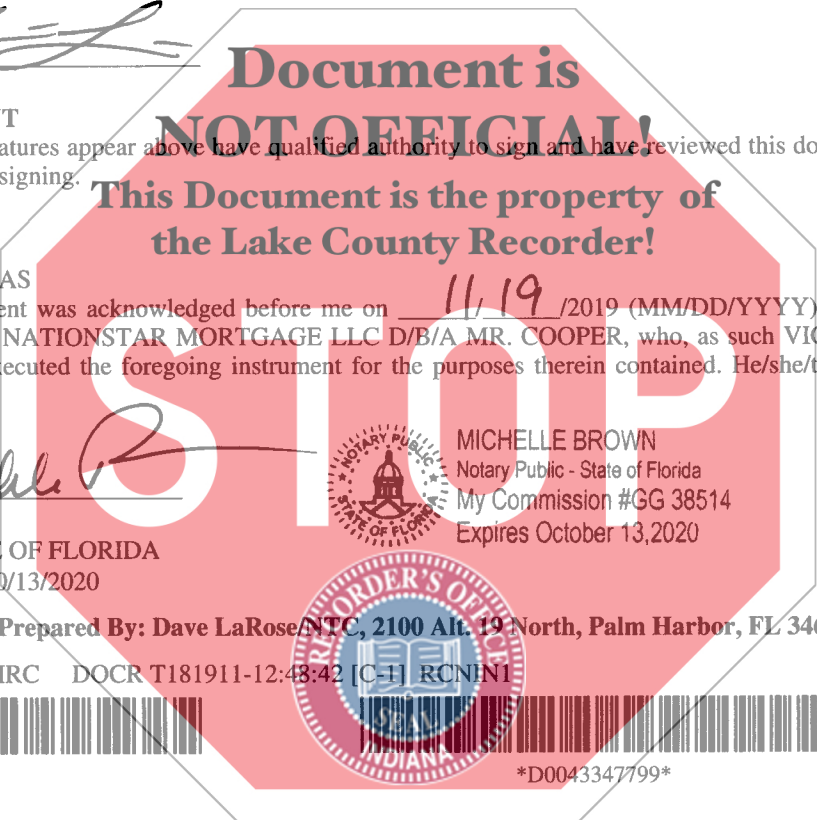 Document is
NT
NOT OFFICIAL!
atures appear above have qualified authority to sign and have reviewed this do
signing.
This Document is the property of
the Lake County Recorder!
AS
ent was acknowledged before me on 11/ 19 /2019 (MM/DD/YYYY)
NATIONSTAR MORTGAGE LLC D/B/A MR. COOPER, who, as such VIC
ecuted the foregoing instrument for the purposes therein contained. He/she/t
STOP
NOTARY PUBLIC
STATE OF FLORIDA
MICHELLE BROWN
Notary Public - State of Florida
My Commission #GG 38514
Expires October 13,2020
E OF FLORIDA
0/13/2020
Prepared By: Dave LaRose/NTC, 2100 Alt. 19 North, Palm Harbor, FL 346
IRC DOCR T181911-12:48:42 [C-1] RCNIN1
RECORDER'S OFFICE
SEAL
INDIANA
*D0043347799*